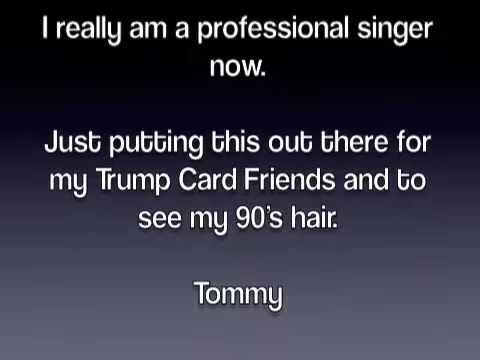 I really am a professional singer
now.
Just putting this out there for
my Trump Card Friends and to
see my 90's hair.
Tommy